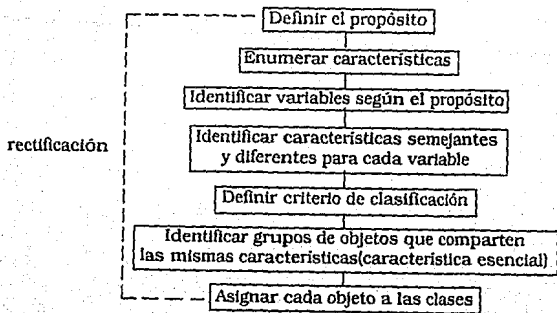 Definir el propósito
Enumerar características
Identificar variables según el propósito
rectificación
Identificar características semejantes
y diferentes para cada variable
Definir criterio de clasificación
Identificar grupos de objetos que comparten
las mismas características(característica esencial)
Asignar cada objeto a las clases